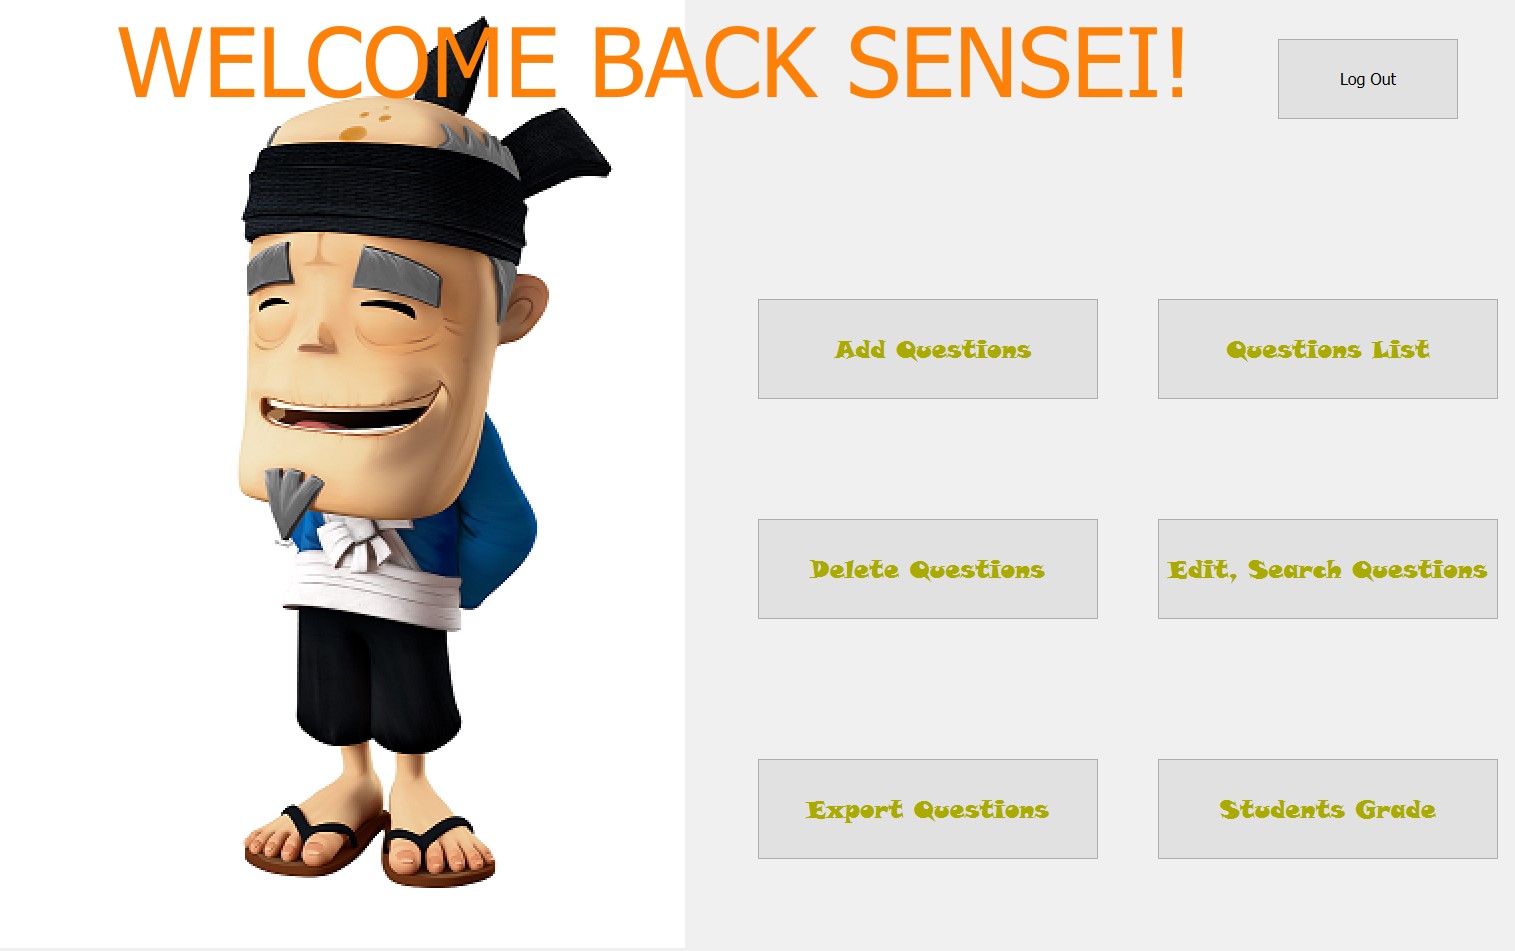 WELCOME BACK SENSEI!
Log Out
Add Questions
Questions List
Delete Questions
Edit, Search Questions
Export Questions
Students Grade